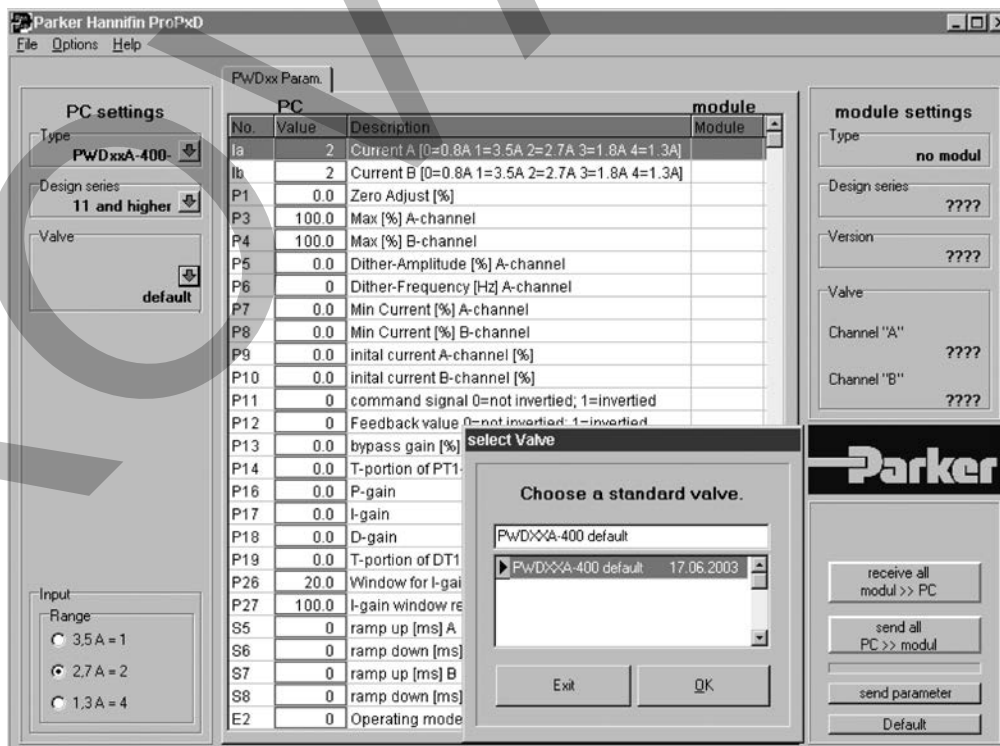 Parker Hannifin ProPxD
File Options Help
PC settings
Type
PWDxxA-400-
Design series
11 and higher
Valve
default
Input
Range
3,5 A = 1
2,7 A = 2
1,3 A = 4
PWDxx Param.
PC module
No. Value Description Module
Ia 2 Current A [0=0.8A 1=3.5A 2=2.7A 3=1.8A 4=1.3A]
Ib 2 Current B [0=0.8A 1=3.5A 2=2.7A 3=1.8A 4=1.3A]
P1 0.0 Zero Adjust [%]
P3 100.0 Max [%] A-channel
P4 100.0 Max [%] B-channel
P5 0.0 Dither-Amplitude [%] A-channel
P6 0 Dither-Frequency [Hz] A-channel
P7 0.0 Min Current [%] A-channel
P8 0.0 Min Current [%] B-channel
P9 0.0 inital current A-channel [%]
P10 0.0 inital current B-channel [%]
P11 0 command signal 0=not invertied; 1=invertied
P12 0 Feedback value 0=not invertied; 1=invertied
P13 0.0 bypass gain [%]
P14 0.0 T-portion of PT1-
P16 0.0 P-gain
P17 0.0 I-gain
P18 0.0 D-gain
P19 0.0 T-portion of DT1
P26 20.0 Window for I-gai
P27 100.0 I-gain window re
S5 0 ramp up [ms] A
S6 0 ramp down [ms]
S7 0 ramp up [ms] B
S8 0 ramp down [ms]
E2 0 Operating mode
select Valve
Choose a standard valve.
PWDXXA-400 default
PWDXXA-400 default 17.06.2003
Exit OK
module settings
Type
no modul
Design series
????
Version
????
Valve
Channel "A"
????
Channel "B"
????
Parker
receive all
modul >> PC
send all
PC >> modul
send parameter
Default